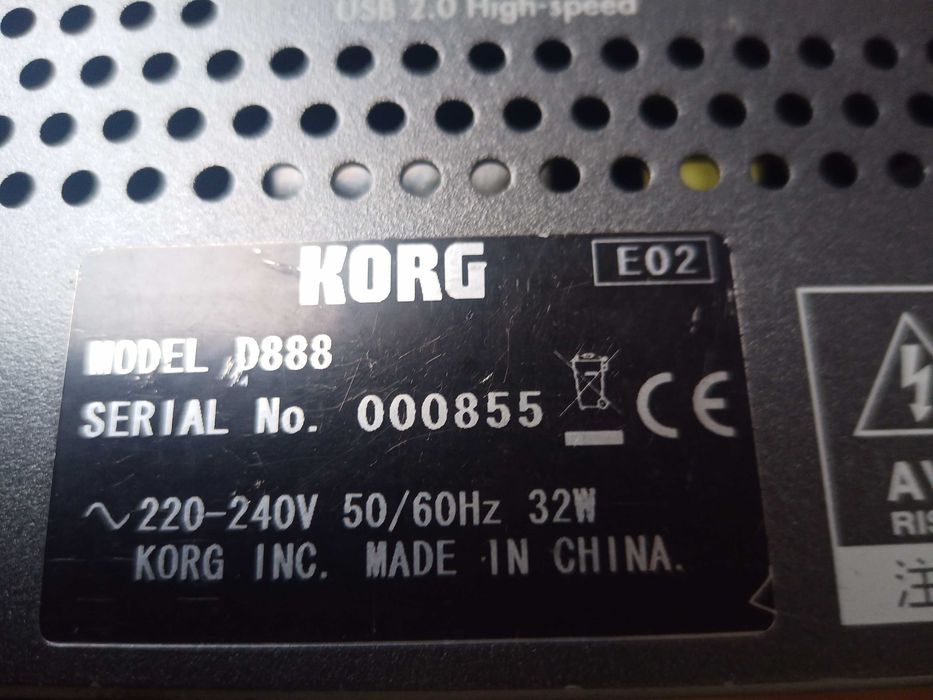 USB 2.0 High-speed
KORG
E02
MODEL D888
SERIAL No. 000855
CE
~220-240V 50/60Hz 32W
KORG INC. MADE IN CHINA.
AV
RIS
注